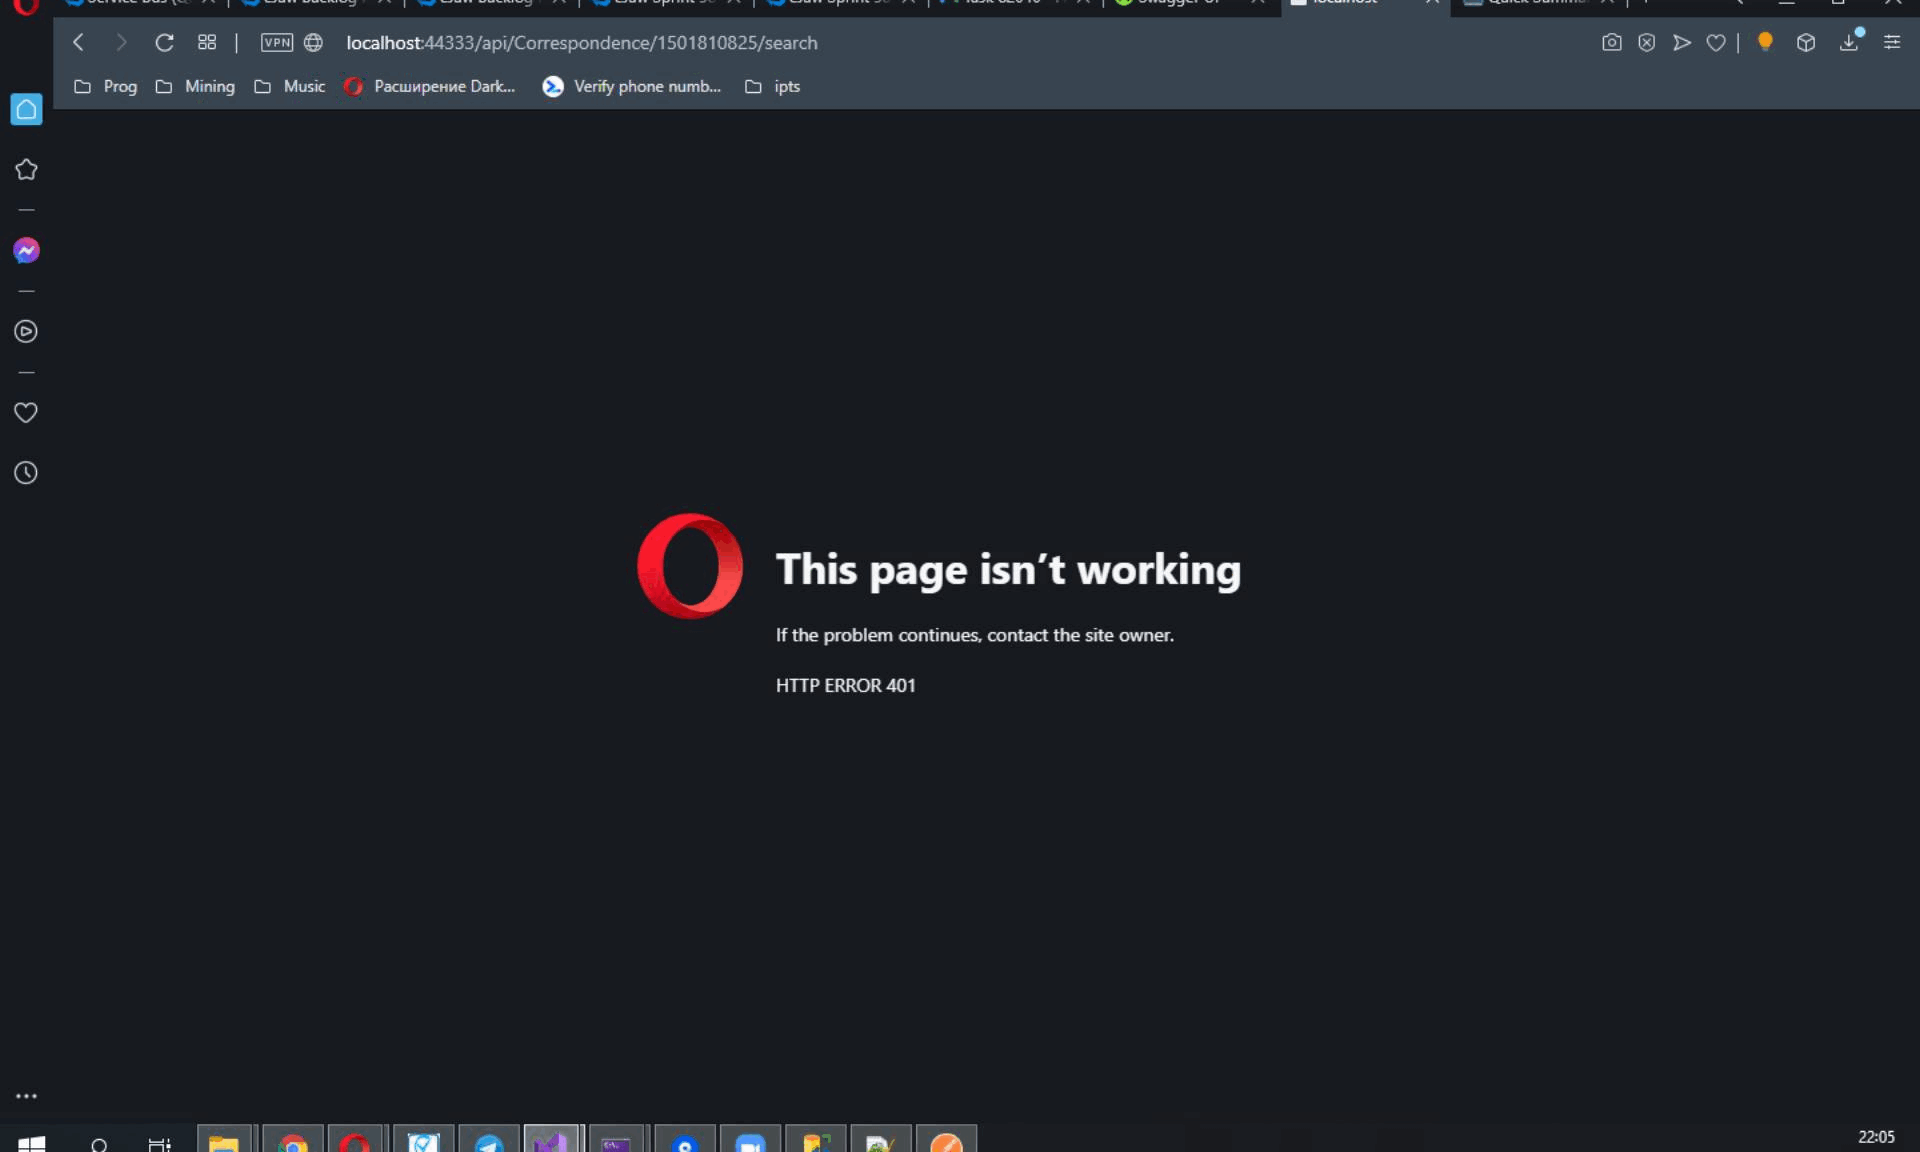 localhost:44333/api/Correspondence/1501810825/search
VPN
Prog
Mining
Music
Расширение Dark...
Verify phone numb...
ipts
This page isn’t working
If the problem continues, contact the site owner.
HTTP ERROR 401
22:05